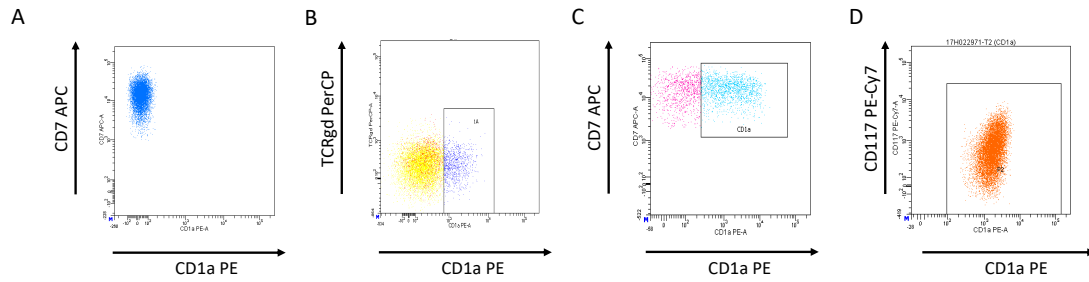 A
B
C
D
CD7 APC
CD7 APC-A
CD1a PE-A
CD1a PE
TCRgd PerCP
TCRgd PerCP-A
IA
CD1a PE-A
CD1a PE
CD7 APC
CD7 APC-A
CD1a
CD1a PE-A
CD1a PE
17H022971-T2 (CD1a)
CD117 PE-Cy7
CD117 PE-Cy7-A
P2
CD1a PE-A
CD1a PE